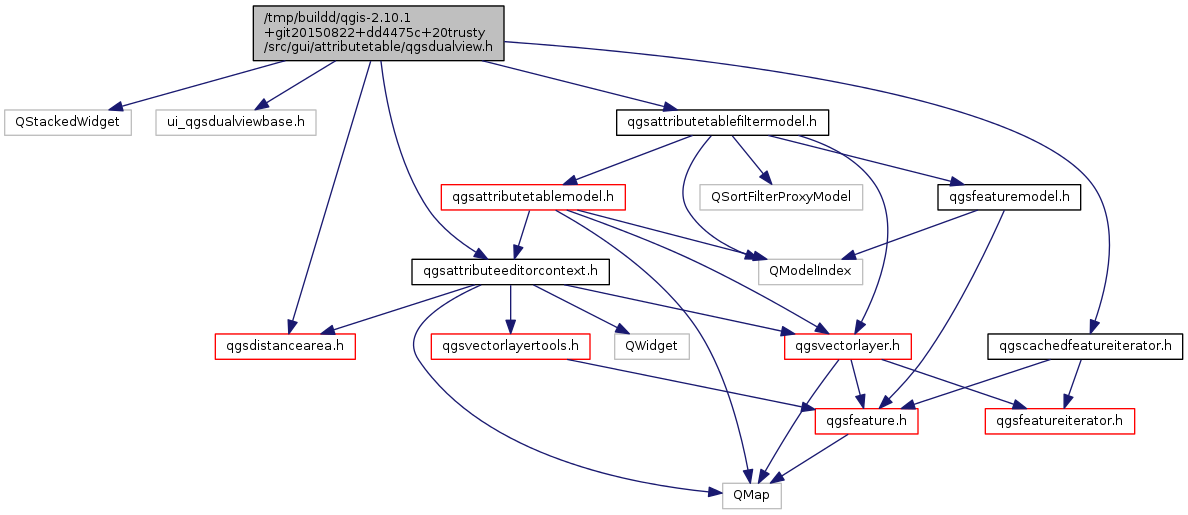 /tmp/buildd/qgis-2.10.1
+git20150822+dd4475c+20trusty
/src/gui/attributetable/qgsdualview.h
QStackedWidget
ui_qgsdualviewbase.h
qgsattributetablefiltermodel.h
qgsattributetablemodel.h
QSortFilterProxyModel
qgsfeaturemodel.h
qgsattributeeditorcontext.h
QModelIndex
qgsdistancearea.h
qgsvectorlayertools.h
QWidget
qgsvectorlayer.h
qgscachedfeatureiterator.h
qgsfeature.h
qgsfeatureiterator.h
QMap